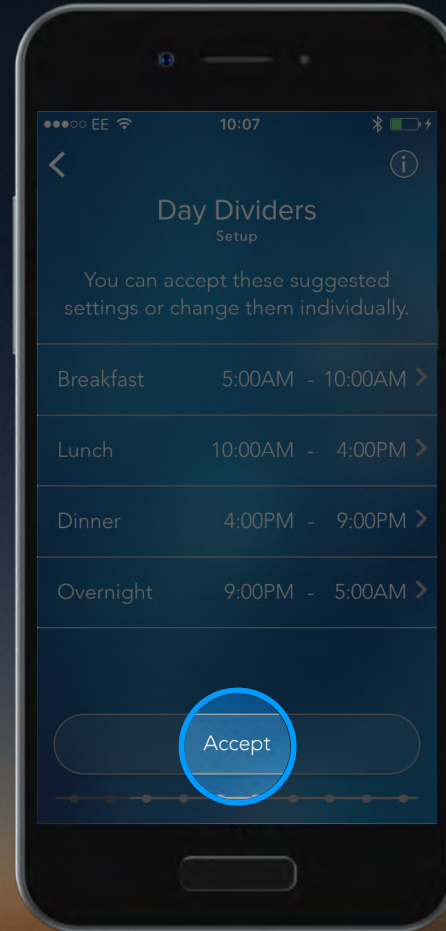 EE 10:07
Day Dividers
Setup
You can accept these suggested
settings or change them individually.
Breakfast 5:00AM - 10:00AM
Lunch 10:00AM - 4:00PM
Dinner 4:00PM - 9:00PM
Overnight 9:00PM - 5:00AM
Accept